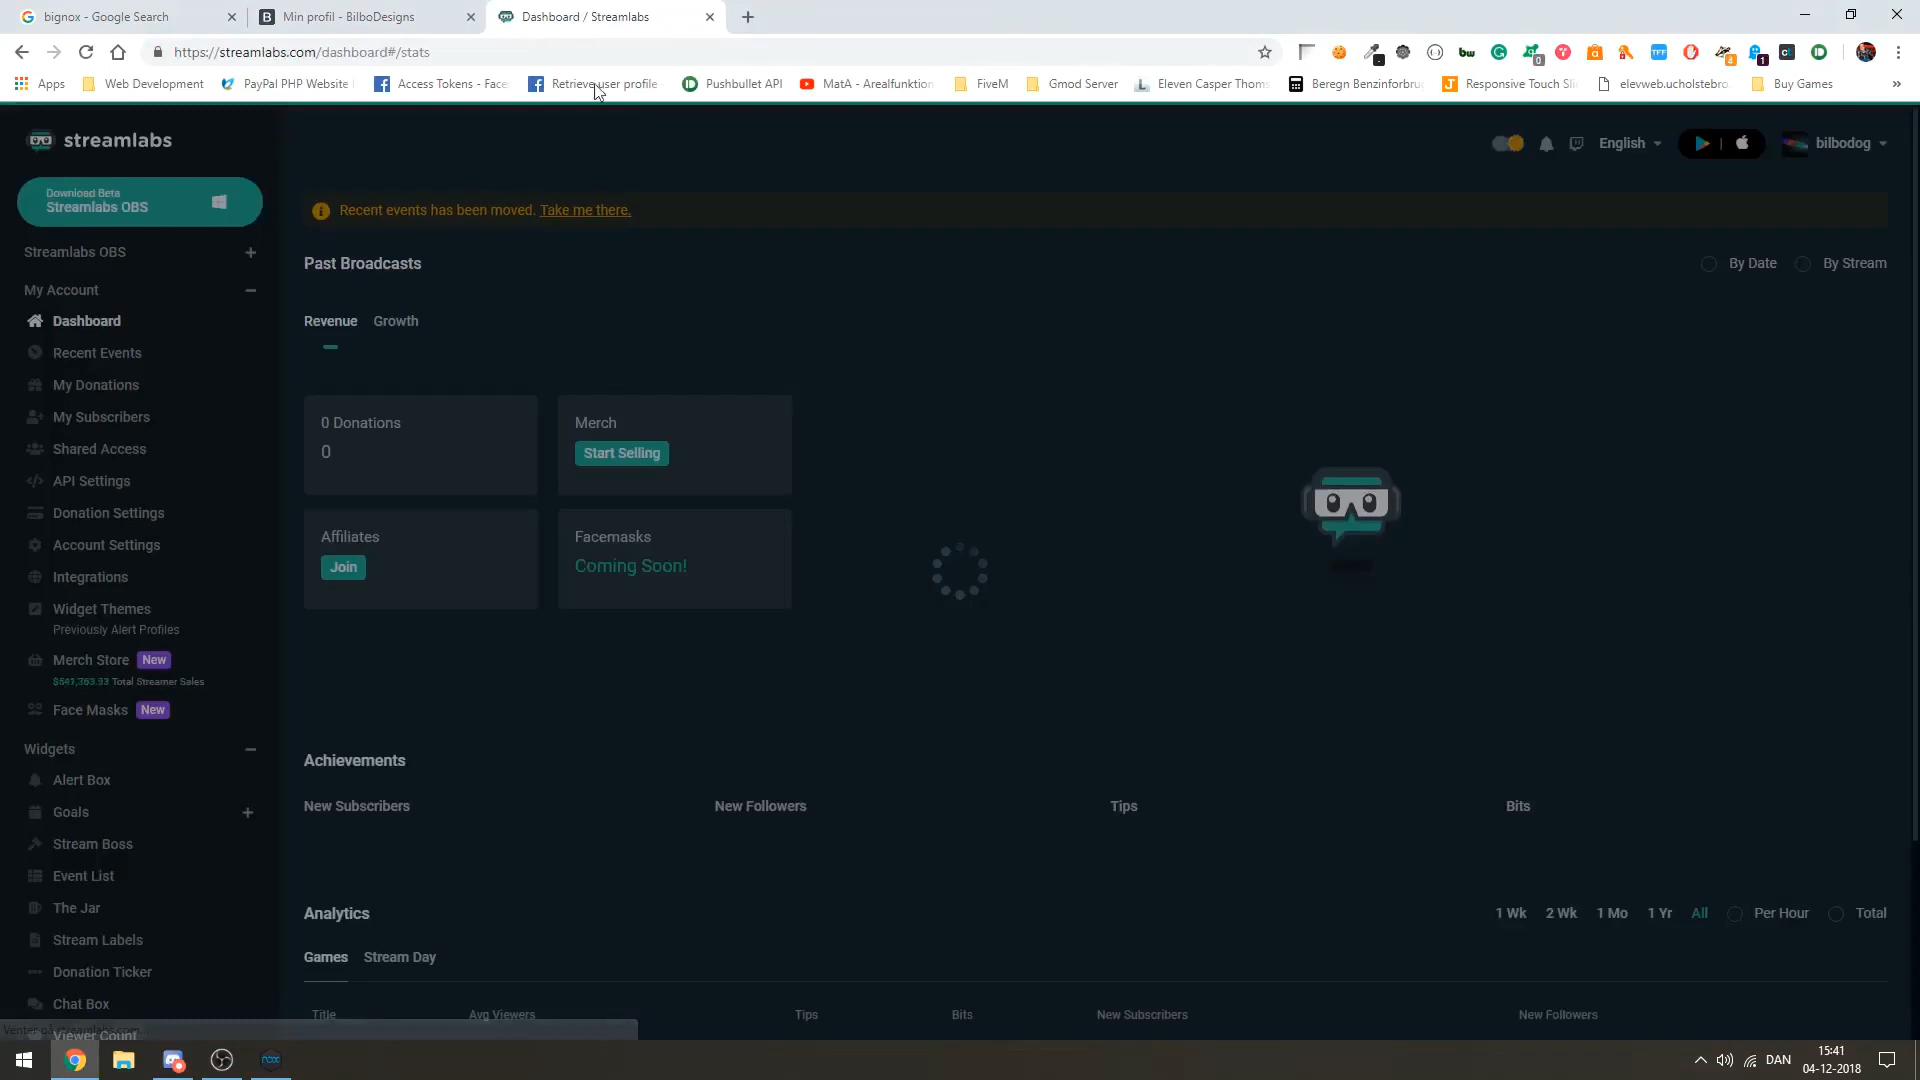 bignox - Google Search
Min profil - BilboDesigns
Dashboard / Streamlabs
https://streamlabs.com/dashboard#/stats
Apps
Web Development
PayPal PHP Website
Access Tokens - Face
Retrieve user profile
Pushbullet API
MatA - Arealfunktion
FiveM
Gmod Server
Eleven Casper Thoms
Beregn Benzinforbru
Responsive Touch Sli
elevweb.ucholstebro
Buy Games
»
streamlabs
English
bilbodog
Download Beta
Streamlabs OBS
Recent events has been moved. Take me there.
Streamlabs OBS
My Account
Dashboard
Recent Events
My Donations
My Subscribers
Shared Access
API Settings
Donation Settings
Account Settings
Integrations
Widget Themes
Previously Alert Profiles
Merch Store New
Total Streamer Sales
Face Masks New
Widgets
Alert Box
Goals
Stream Boss
Event List
The Jar
Stream Labels
Donation Ticker
Chat Box
Viewer Count
Venter på streamlabs.com...
Past Broadcasts
By Date
By Stream
Revenue
Growth
0 Donations
0
Merch
Start Selling
Affiliates
Join
Facemasks
Coming Soon!
Achievements
New Subscribers
New Followers
Tips
Bits
Analytics
1 Wk
2 Wk
1 Mo
1 Yr
All
Per Hour
Total
Games
Stream Day
Title
Avg Viewers
Tips
Bits
New Subscribers
New Followers
DAN
15:41
04-12-2018